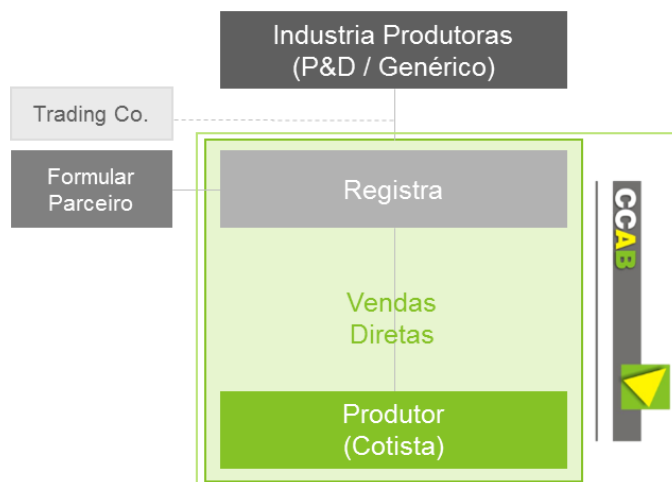 Industria Produtoras
(P&D / Genérico)
Trading Co.
Formular
Parceiro
Registra
Vendas
Diretas
Produtor
(Cotista)
CCAB